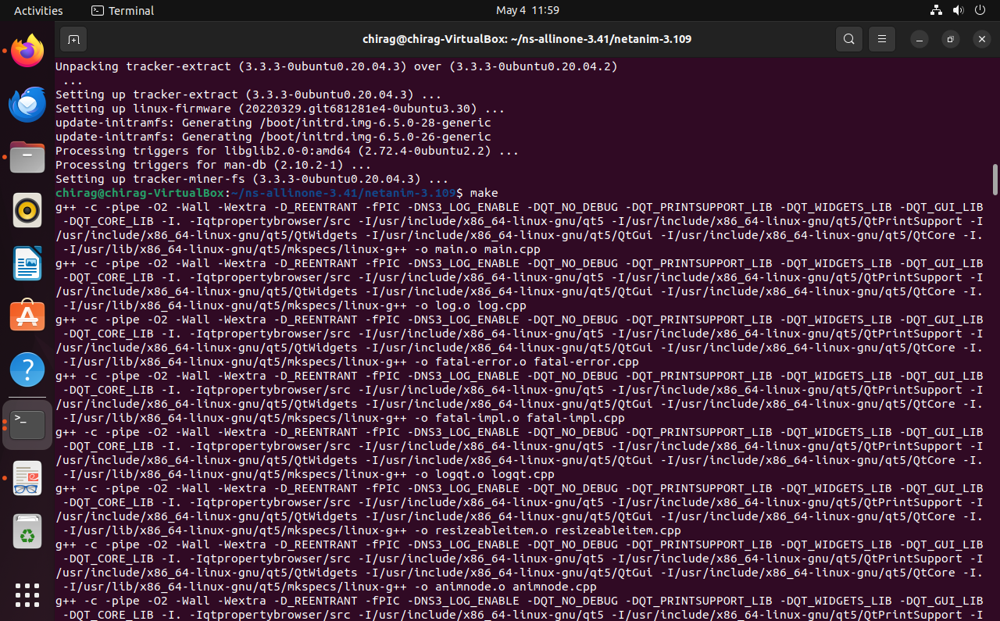 Activities
Terminal
May 4 11:59
chirag@chirag-VirtualBox: ~/ns-allinone-3.41/netanim-3.109
Unpacking tracker-extract (3.3.3-0ubuntu0.20.04.3) over (3.3.3-0ubuntu0.20.04.2)
 ...
Setting up tracker-extract (3.3.3-0ubuntu0.20.04.3) ...
Setting up linux-firmware (20220329.git681281e4-0ubuntu3.30) ...
update-initramfs: Generating /boot/initrd.img-6.5.0-28-generic
update-initramfs: Generating /boot/initrd.img-6.5.0-26-generic
Processing triggers for libglib2.0-0:amd64 (2.72.4-0ubuntu2.2) ...
Processing triggers for man-db (2.10.2-1) ...
Setting up tracker-miner-fs (3.3.3-0ubuntu0.20.04.3) ...
chirag@chirag-VirtualBox:~/ns-allinone-3.41/netanim-3.109$ make
g++ -c -pipe -O2 -Wall -Wextra -D_REENTRANT -fPIC -DNS3_LOG_ENABLE -DQT_NO_DEBUG -DQT_PRINTSUPPORT_LIB -DQT_WIDGETS_LIB -DQT_GUI_LIB
 -DQT_CORE_LIB -I. -Iqtpropertybrowser/src -I/usr/include/x86_64-linux-gnu/qt5 -I/usr/include/x86_64-linux-gnu/qt5/QtPrintSupport -I
/usr/include/x86_64-linux-gnu/qt5/QtWidgets -I/usr/include/x86_64-linux-gnu/qt5/QtGui -I/usr/include/x86_64-linux-gnu/qt5/QtCore -I.
 -I/usr/lib/x86_64-linux-gnu/qt5/mkspecs/linux-g++ -o main.o main.cpp
g++ -c -pipe -O2 -Wall -Wextra -D_REENTRANT -fPIC -DNS3_LOG_ENABLE -DQT_NO_DEBUG -DQT_PRINTSUPPORT_LIB -DQT_WIDGETS_LIB -DQT_GUI_LIB
 -DQT_CORE_LIB -I. -Iqtpropertybrowser/src -I/usr/include/x86_64-linux-gnu/qt5 -I/usr/include/x86_64-linux-gnu/qt5/QtPrintSupport -I
/usr/include/x86_64-linux-gnu/qt5/QtWidgets -I/usr/include/x86_64-linux-gnu/qt5/QtGui -I/usr/include/x86_64-linux-gnu/qt5/QtCore -I.
 -I/usr/lib/x86_64-linux-gnu/qt5/mkspecs/linux-g++ -o log.o log.cpp
g++ -c -pipe -O2 -Wall -Wextra -D_REENTRANT -fPIC -DNS3_LOG_ENABLE -DQT_NO_DEBUG -DQT_PRINTSUPPORT_LIB -DQT_WIDGETS_LIB -DQT_GUI_LIB
 -DQT_CORE_LIB -I. -Iqtpropertybrowser/src -I/usr/include/x86_64-linux-gnu/qt5 -I/usr/include/x86_64-linux-gnu/qt5/QtPrintSupport -I
/usr/include/x86_64-linux-gnu/qt5/QtWidgets -I/usr/include/x86_64-linux-gnu/qt5/QtGui -I/usr/include/x86_64-linux-gnu/qt5/QtCore -I.
 -I/usr/lib/x86_64-linux-gnu/qt5/mkspecs/linux-g++ -o fatal-error.o fatal-error.cpp
g++ -c -pipe -O2 -Wall -Wextra -D_REENTRANT -fPIC -DNS3_LOG_ENABLE -DQT_NO_DEBUG -DQT_PRINTSUPPORT_LIB -DQT_WIDGETS_LIB -DQT_GUI_LIB
 -DQT_CORE_LIB -I. -Iqtpropertybrowser/src -I/usr/include/x86_64-linux-gnu/qt5 -I/usr/include/x86_64-linux-gnu/qt5/QtPrintSupport -I
/usr/include/x86_64-linux-gnu/qt5/QtWidgets -I/usr/include/x86_64-linux-gnu/qt5/QtGui -I/usr/include/x86_64-linux-gnu/qt5/QtCore -I.
 -I/usr/lib/x86_64-linux-gnu/qt5/mkspecs/linux-g++ -o fatal-impl.o fatal-impl.cpp
g++ -c -pipe -O2 -Wall -Wextra -D_REENTRANT -fPIC -DNS3_LOG_ENABLE -DQT_NO_DEBUG -DQT_PRINTSUPPORT_LIB -DQT_WIDGETS_LIB -DQT_GUI_LIB
 -DQT_CORE_LIB -I. -Iqtpropertybrowser/src -I/usr/include/x86_64-linux-gnu/qt5 -I/usr/include/x86_64-linux-gnu/qt5/QtPrintSupport -I
/usr/include/x86_64-linux-gnu/qt5/QtWidgets -I/usr/include/x86_64-linux-gnu/qt5/QtGui -I/usr/include/x86_64-linux-gnu/qt5/QtCore -I.
 -I/usr/lib/x86_64-linux-gnu/qt5/mkspecs/linux-g++ -o logqt.o logqt.cpp
g++ -c -pipe -O2 -Wall -Wextra -D_REENTRANT -fPIC -DNS3_LOG_ENABLE -DQT_NO_DEBUG -DQT_PRINTSUPPORT_LIB -DQT_WIDGETS_LIB -DQT_GUI_LIB
 -DQT_CORE_LIB -I. -Iqtpropertybrowser/src -I/usr/include/x86_64-linux-gnu/qt5 -I/usr/include/x86_64-linux-gnu/qt5/QtPrintSupport -I
/usr/include/x86_64-linux-gnu/qt5/QtWidgets -I/usr/include/x86_64-linux-gnu/qt5/QtGui -I/usr/include/x86_64-linux-gnu/qt5/QtCore -I.
 -I/usr/lib/x86_64-linux-gnu/qt5/mkspecs/linux-g++ -o resizeableitem.o resizeableitem.cpp
g++ -c -pipe -O2 -Wall -Wextra -D_REENTRANT -fPIC -DNS3_LOG_ENABLE -DQT_NO_DEBUG -DQT_PRINTSUPPORT_LIB -DQT_WIDGETS_LIB -DQT_GUI_LIB
 -DQT_CORE_LIB -I. -Iqtpropertybrowser/src -I/usr/include/x86_64-linux-gnu/qt5 -I/usr/include/x86_64-linux-gnu/qt5/QtPrintSupport -I
/usr/include/x86_64-linux-gnu/qt5/QtWidgets -I/usr/include/x86_64-linux-gnu/qt5/QtGui -I/usr/include/x86_64-linux-gnu/qt5/QtCore -I.
 -I/usr/lib/x86_64-linux-gnu/qt5/mkspecs/linux-g++ -o animnode.o animnode.cpp
g++ -c -pipe -O2 -Wall -Wextra -D_REENTRANT -fPIC -DNS3_LOG_ENABLE -DQT_NO_DEBUG -DQT_PRINTSUPPORT_LIB -DQT_WIDGETS_LIB -DQT_GUI_LIB
 -DQT_CORE_LIB -I. -Iqtpropertybrowser/src -I/usr/include/x86_64-linux-gnu/qt5 -I/usr/include/x86_64-linux-gnu/qt5/QtPrintSupport -I